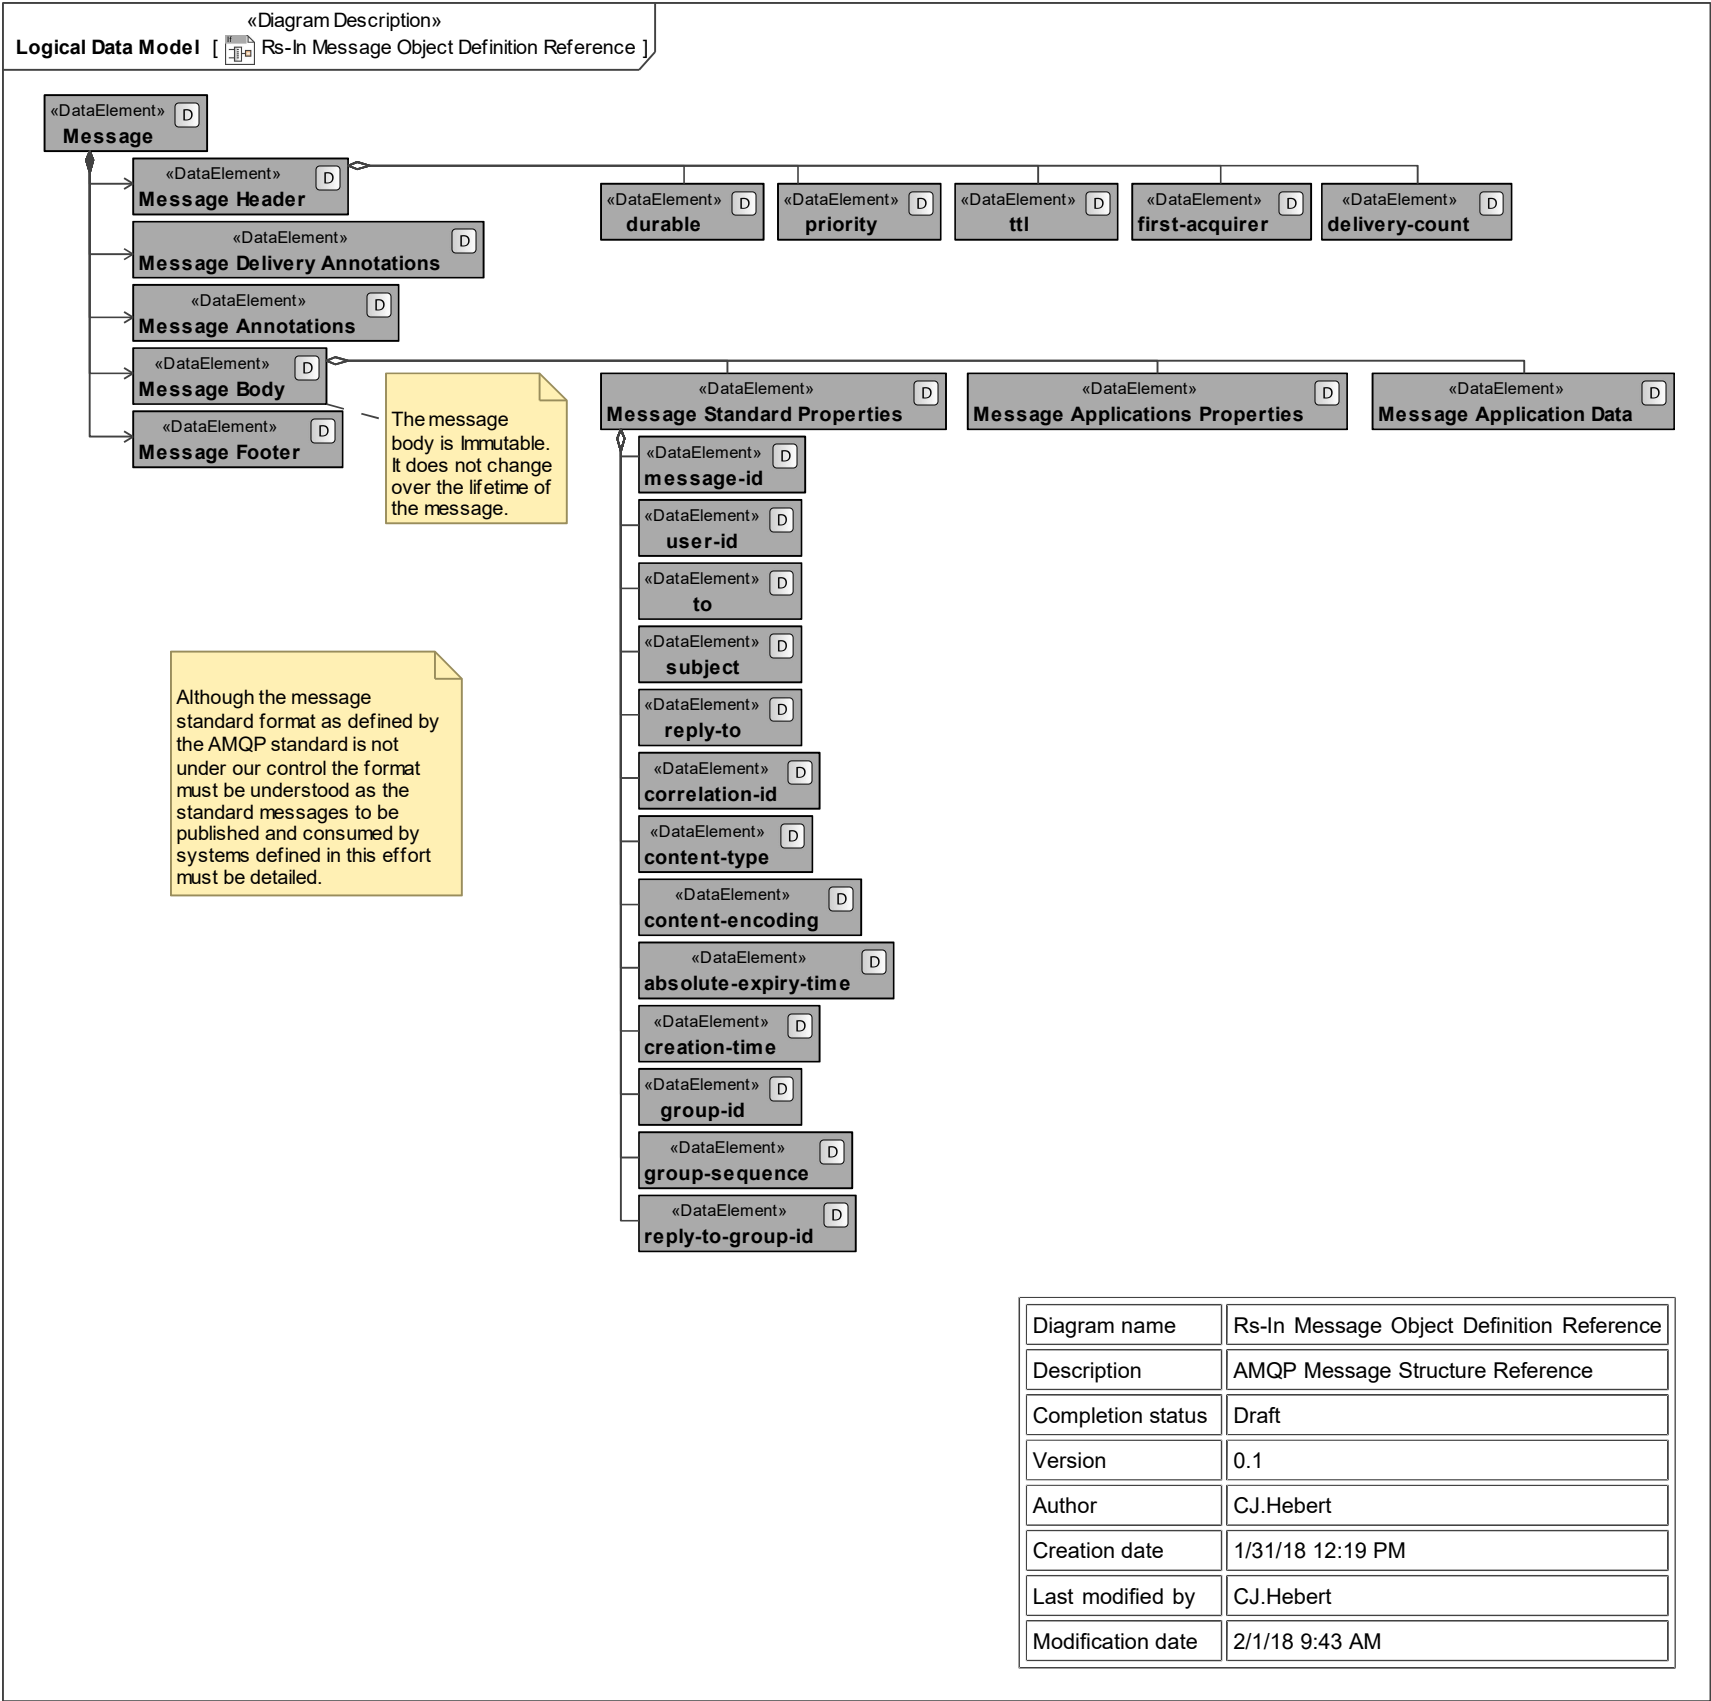 «Diagram Description»
Logical Data Model [ Rs-In Message Object Definition Reference ]
«DataElement» D
Message
«DataElement» D
Message Header
«DataElement» D
durable
«DataElement» D
priority
«DataElement» D
ttl
«DataElement» D
first-acquirer
«DataElement» D
delivery-count
«DataElement» D
Message Delivery Annotations
«DataElement» D
Message Annotations
«DataElement» D
Message Body
The message
body is Immutable.
It does not change
over the lifetime of
the message.
«DataElement» D
Message Footer
«DataElement» D
Message Standard Properties
«DataElement» D
Message Applications Properties
«DataElement» D
Message Application Data
«DataElement» D
message-id
«DataElement» D
user-id
«DataElement» D
to
«DataElement» D
subject
«DataElement» D
reply-to
«DataElement» D
correlation-id
«DataElement» D
content-type
«DataElement» D
content-encoding
«DataElement» D
absolute-expiry-time
«DataElement» D
creation-time
«DataElement» D
group-id
«DataElement» D
group-sequence
«DataElement» D
reply-to-group-id
Although the message
standard format as defined by
the AMQP standard is not
under our control the format
must be understood as the
standard messages to be
published and consumed by
systems defined in this effort
must be detailed.
Diagram name Rs-In Message Object Definition Reference
Description AMQP Message Structure Reference
Completion status Draft
Version 0.1
Author CJ.Hebert
Creation date 1/31/18 12:19 PM
Last modified by CJ.Hebert
Modification date 2/1/18 9:43 AM